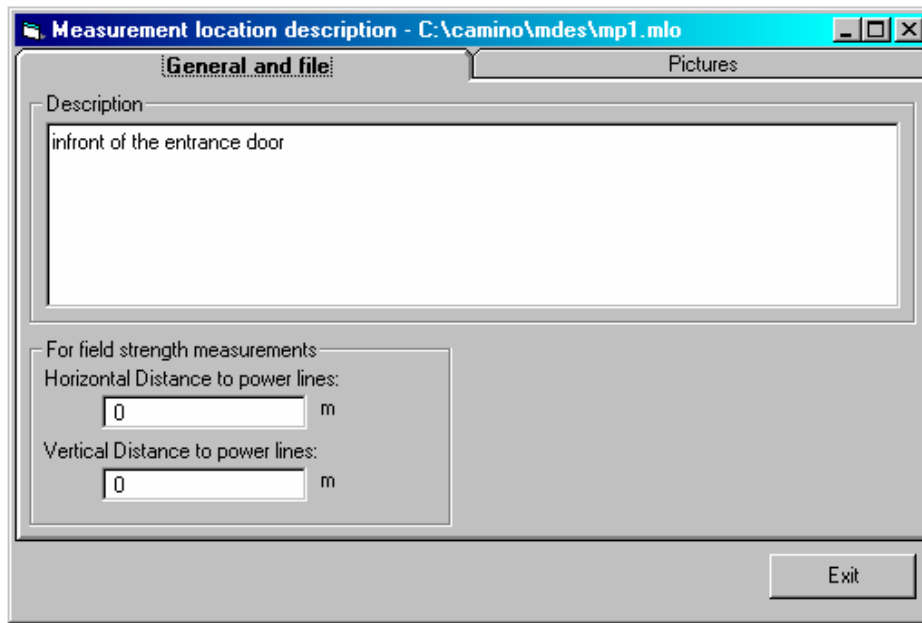 Measurement location description - C:\camino\mdes\mp1.mlo
General and file
Pictures
Description
infront of the entrance door
For field strength measurements
Horizontal Distance to power lines:
0 m
Vertical Distance to power lines:
0 m
Exit